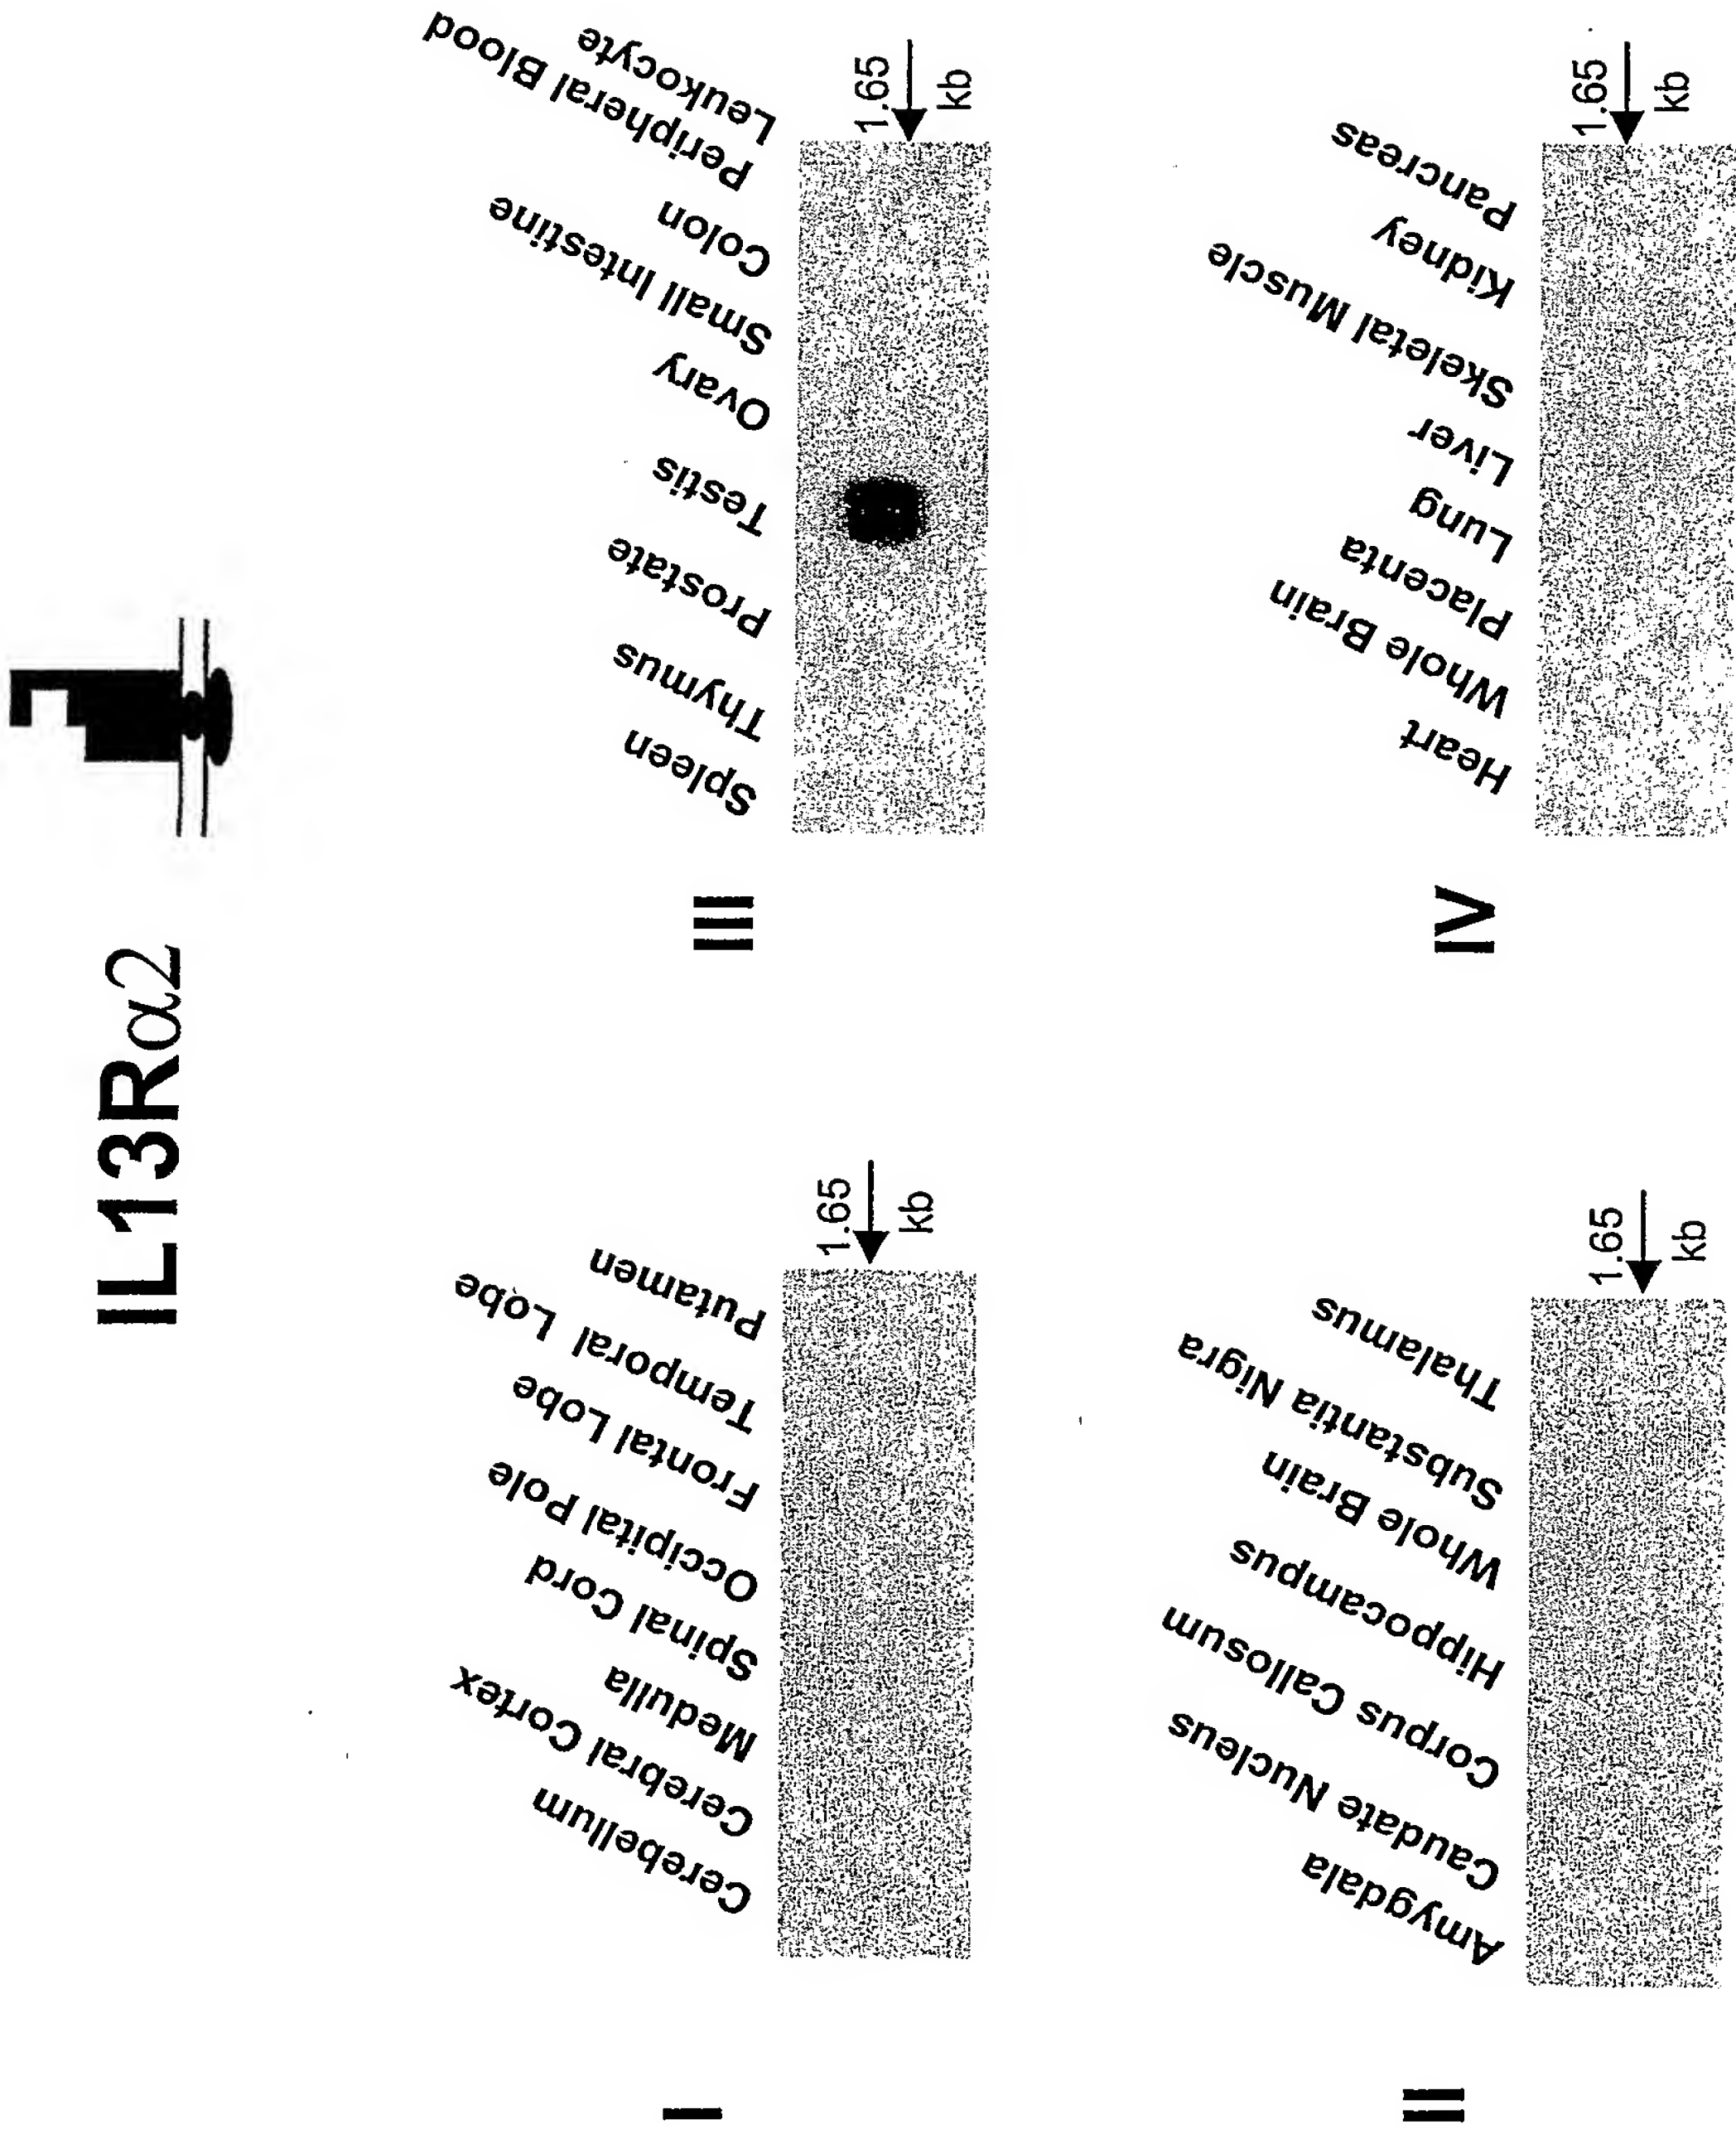 IL13Rα2
I
Cerebellum
Cerebral Cortex
Medulla
Spinal Cord
Occipital Pole
Frontal Lobe
Temporal Lobe
Putamen
1.65
kb
II
Amygdala
Caudate Nucleus
Corpus Callosum
Hippocampus
Whole Brain
Substantia Nigra
Thalamus
1.65
kb
III
Spleen
Thymus
Prostate
Testis
Ovary
Small Intestine
Colon
Peripheral Blood
Leukocyte
1.65
kb
IV
Heart
Whole Brain
Placenta
Lung
Liver
Skeletal Muscle
Kidney
Pancreas
1.65
kb